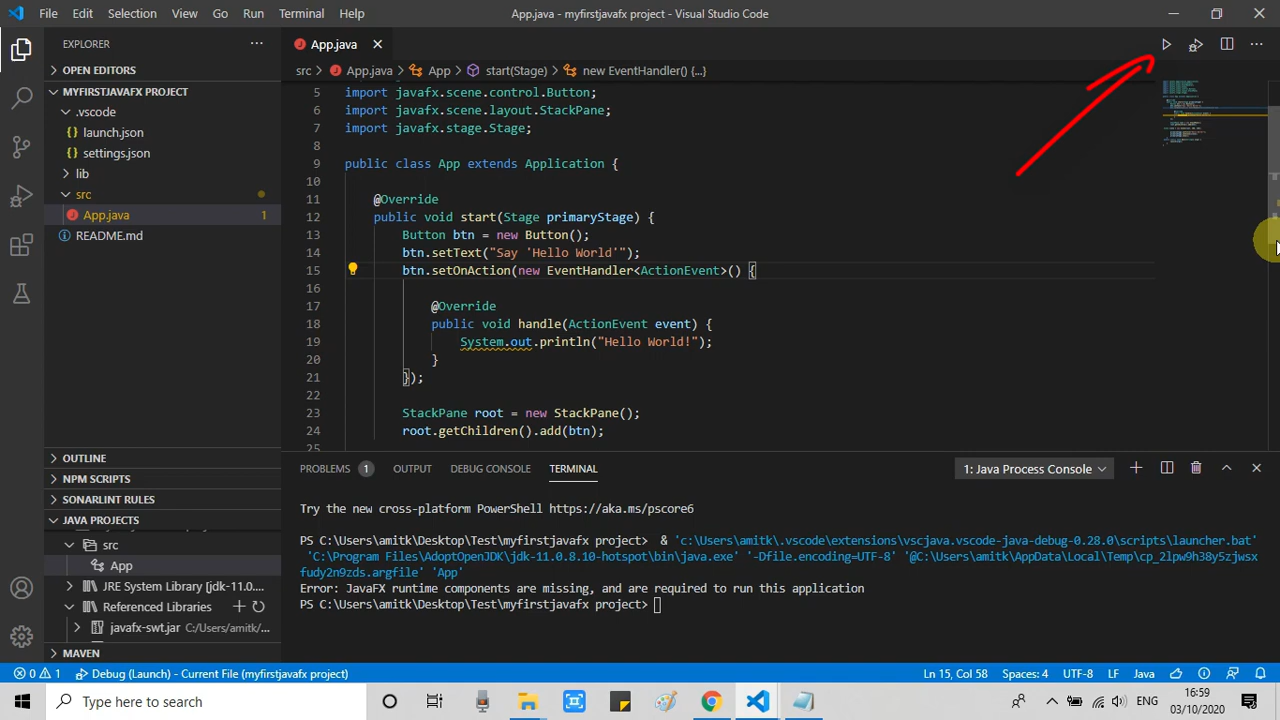 File Edit Selection View Go Run Terminal Help
App.java - myfirstjavafx project - Visual Studio Code
EXPLORER
OPEN EDITORS
MYFIRSTJAVAFX PROJECT
.vscode
launch.json
settings.json
lib
src
App.java 1
README.md
OUTLINE
NPM SCRIPTS
SONARLINT RULES
JAVA PROJECTS
src
App
JRE System Library [jdk-11.0....
Referenced Libraries
javafx-swt.jar C:/Users/amitk/...
MAVEN
App.java
src > App.java > App > start(Stage) > new EventHandler() {...}
5 import javafx.scene.control.Button;
6 import javafx.scene.layout.StackPane;
7 import javafx.stage.Stage;
8
9 public class App extends Application {
10
11 @Override
12 public void start(Stage primaryStage) {
13 Button btn = new Button();
14 btn.setText("Say 'Hello World'");
15 btn.setOnAction(new EventHandler<ActionEvent>() {
16
17 @Override
18 public void handle(ActionEvent event) {
19 System.out.println("Hello World!");
20 }
21 });
22
23 StackPane root = new StackPane();
24 root.getChildren().add(btn);
25
PROBLEMS 1 OUTPUT DEBUG CONSOLE TERMINAL
1: Java Process Console
Try the new cross-platform PowerShell https://aka.ms/pscore6
PS C:\Users\amitk\Desktop\Test\myfirstjavafx project> & 'c:\Users\amitk\.vscode\extensions\vscjava.vscode-java-debug-0.28.0\scripts\launcher.bat'
'C:\Program Files\AdoptOpenJDK\jdk-11.0.8.10-hotspot\bin\java.exe' '-Dfile.encoding=UTF-8' '@C:\Users\amitk\AppData\Local\Temp\cp_2lpw9h38y5zjwsx
fudy2n9zds.argfile' 'App'
Error: JavaFX runtime components are missing, and are required to run this application
PS C:\Users\amitk\Desktop\Test\myfirstjavafx project>
0 1 Debug (Launch) - Current File (myfirstjavafx project)
Ln 15, Col 58 Spaces: 4 UTF-8 LF Java
Type here to search
ENG
16:59
03/10/2020